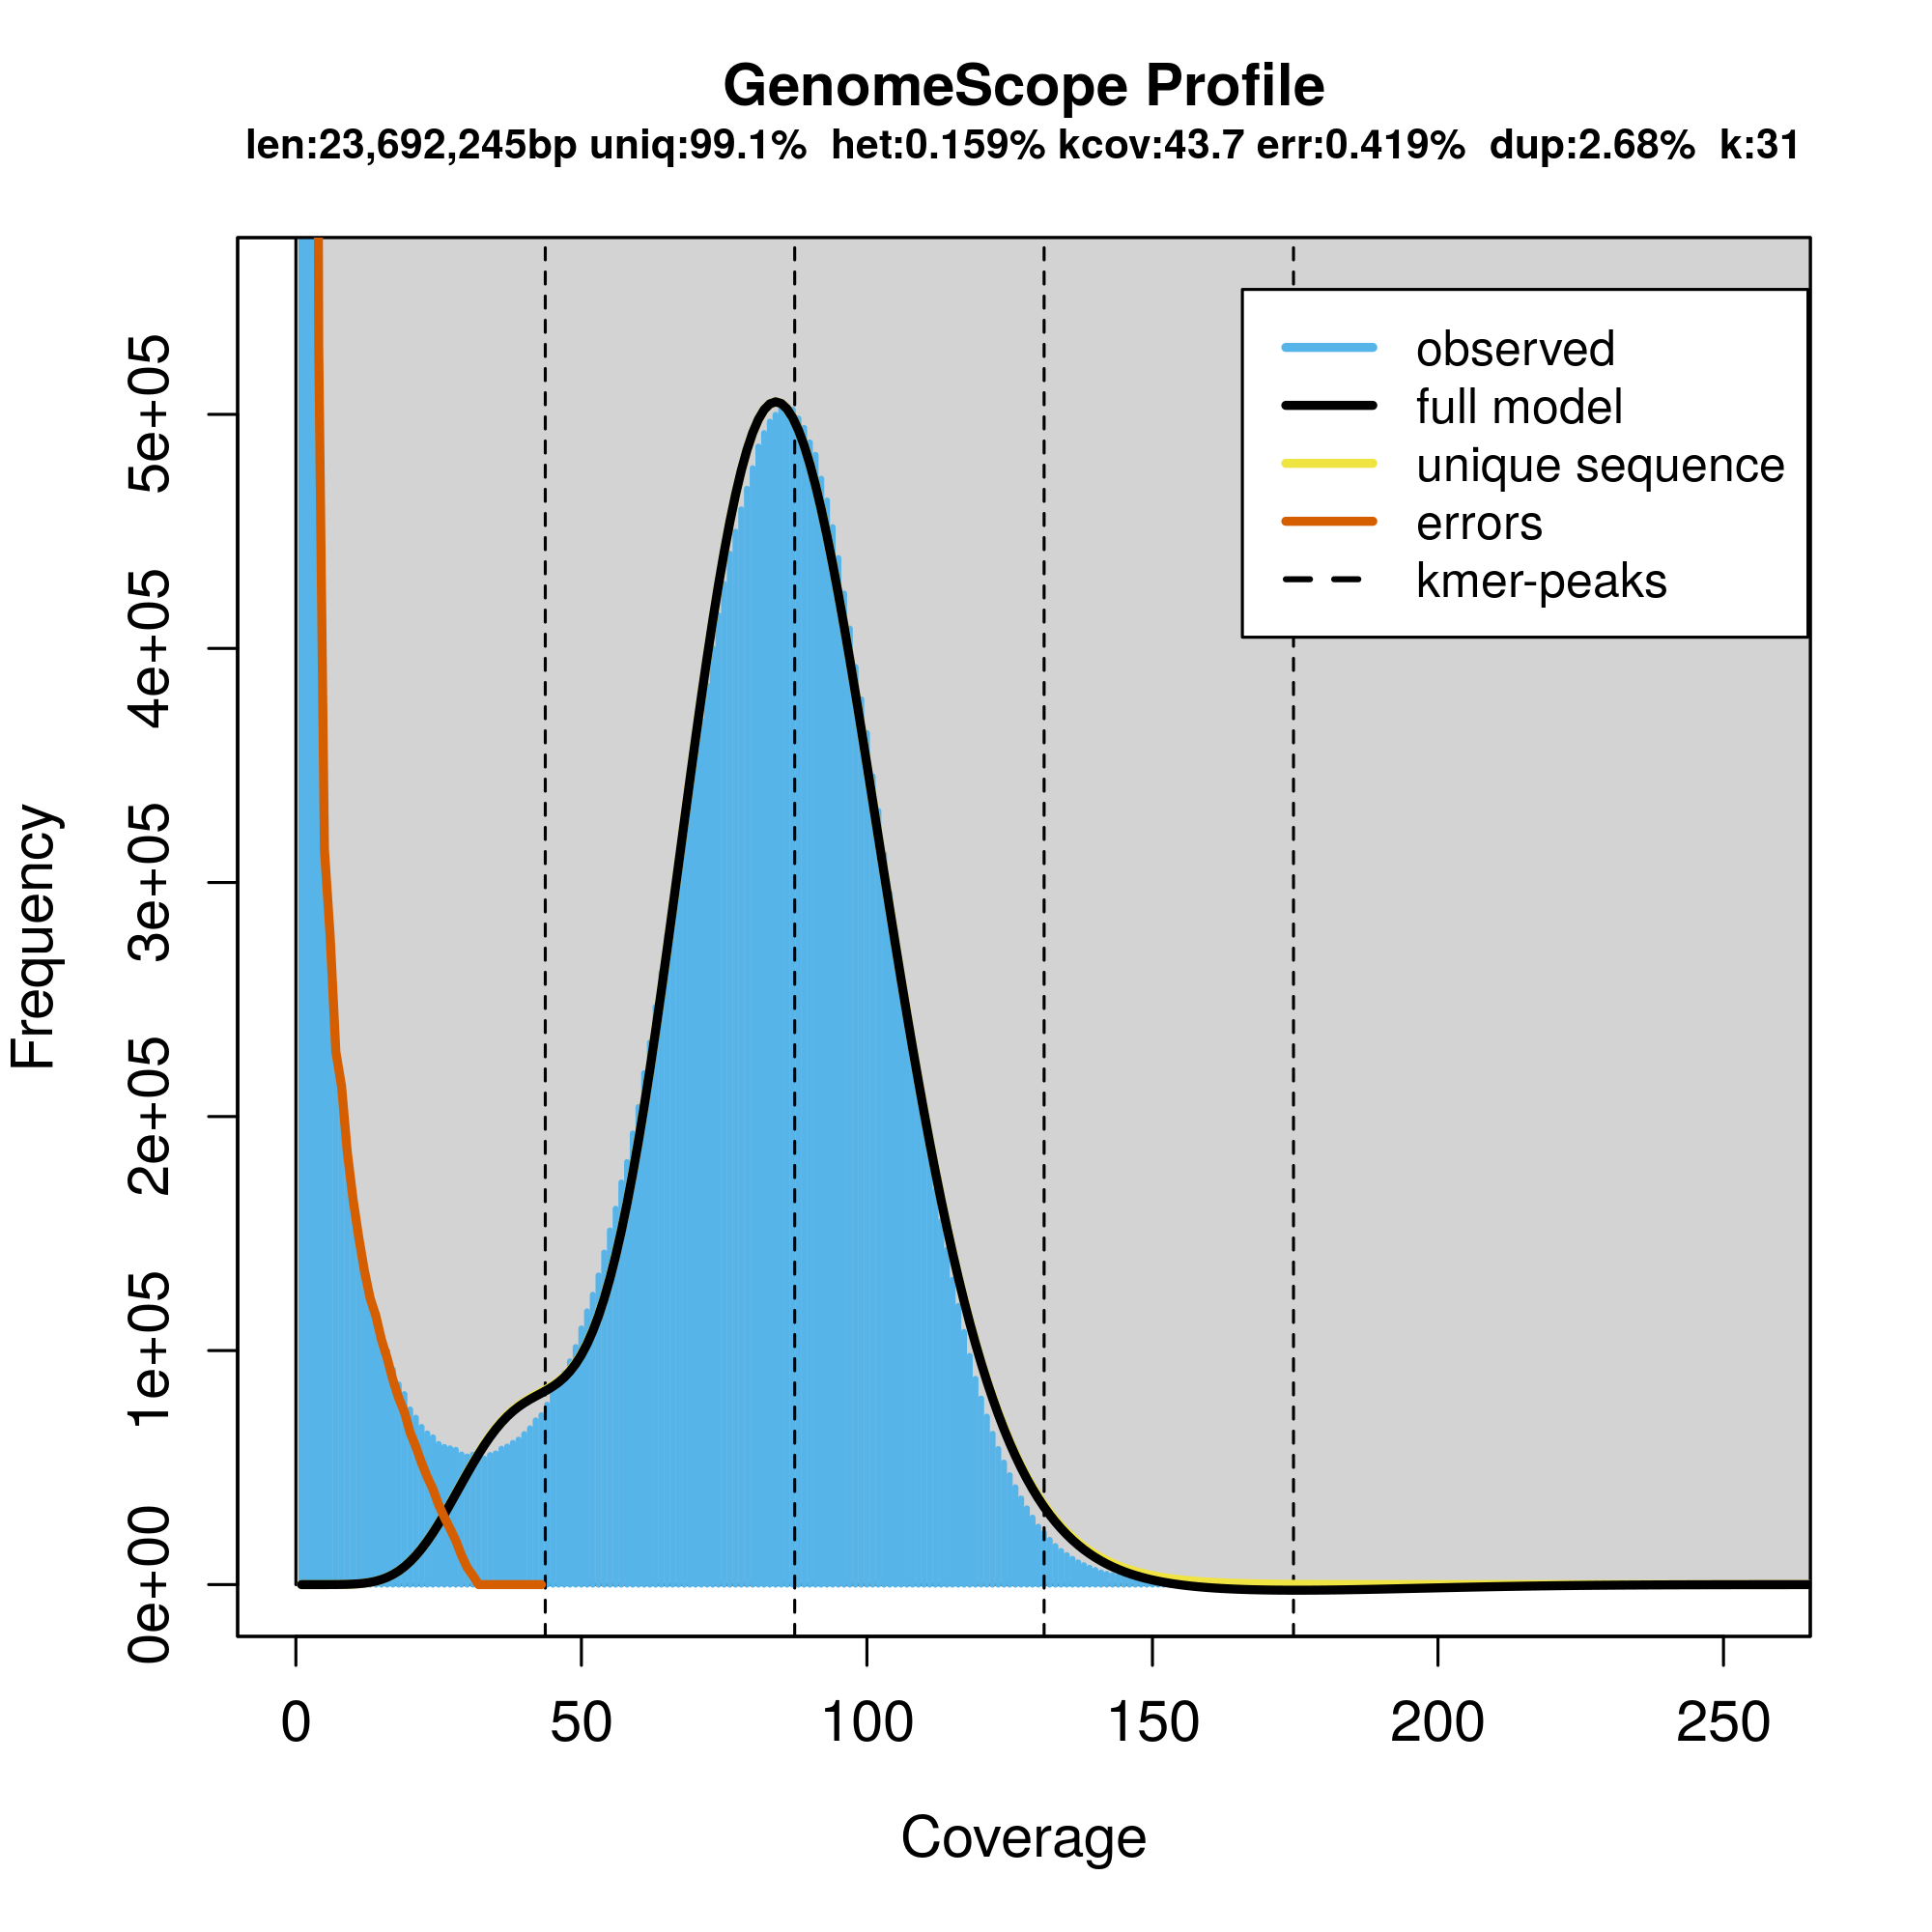 GenomeScope Profile
len:23,692,245bp uniq:99.1% het:0.159% kcov:43.7 err:0.419% dup:2.68% k:31
observed
full model
unique sequence
errors
kmer-peaks
Frequency
5e+05
4e+05
3e+05
2e+05
1e+05
0e+00
0 50 100 150 200 250
Coverage